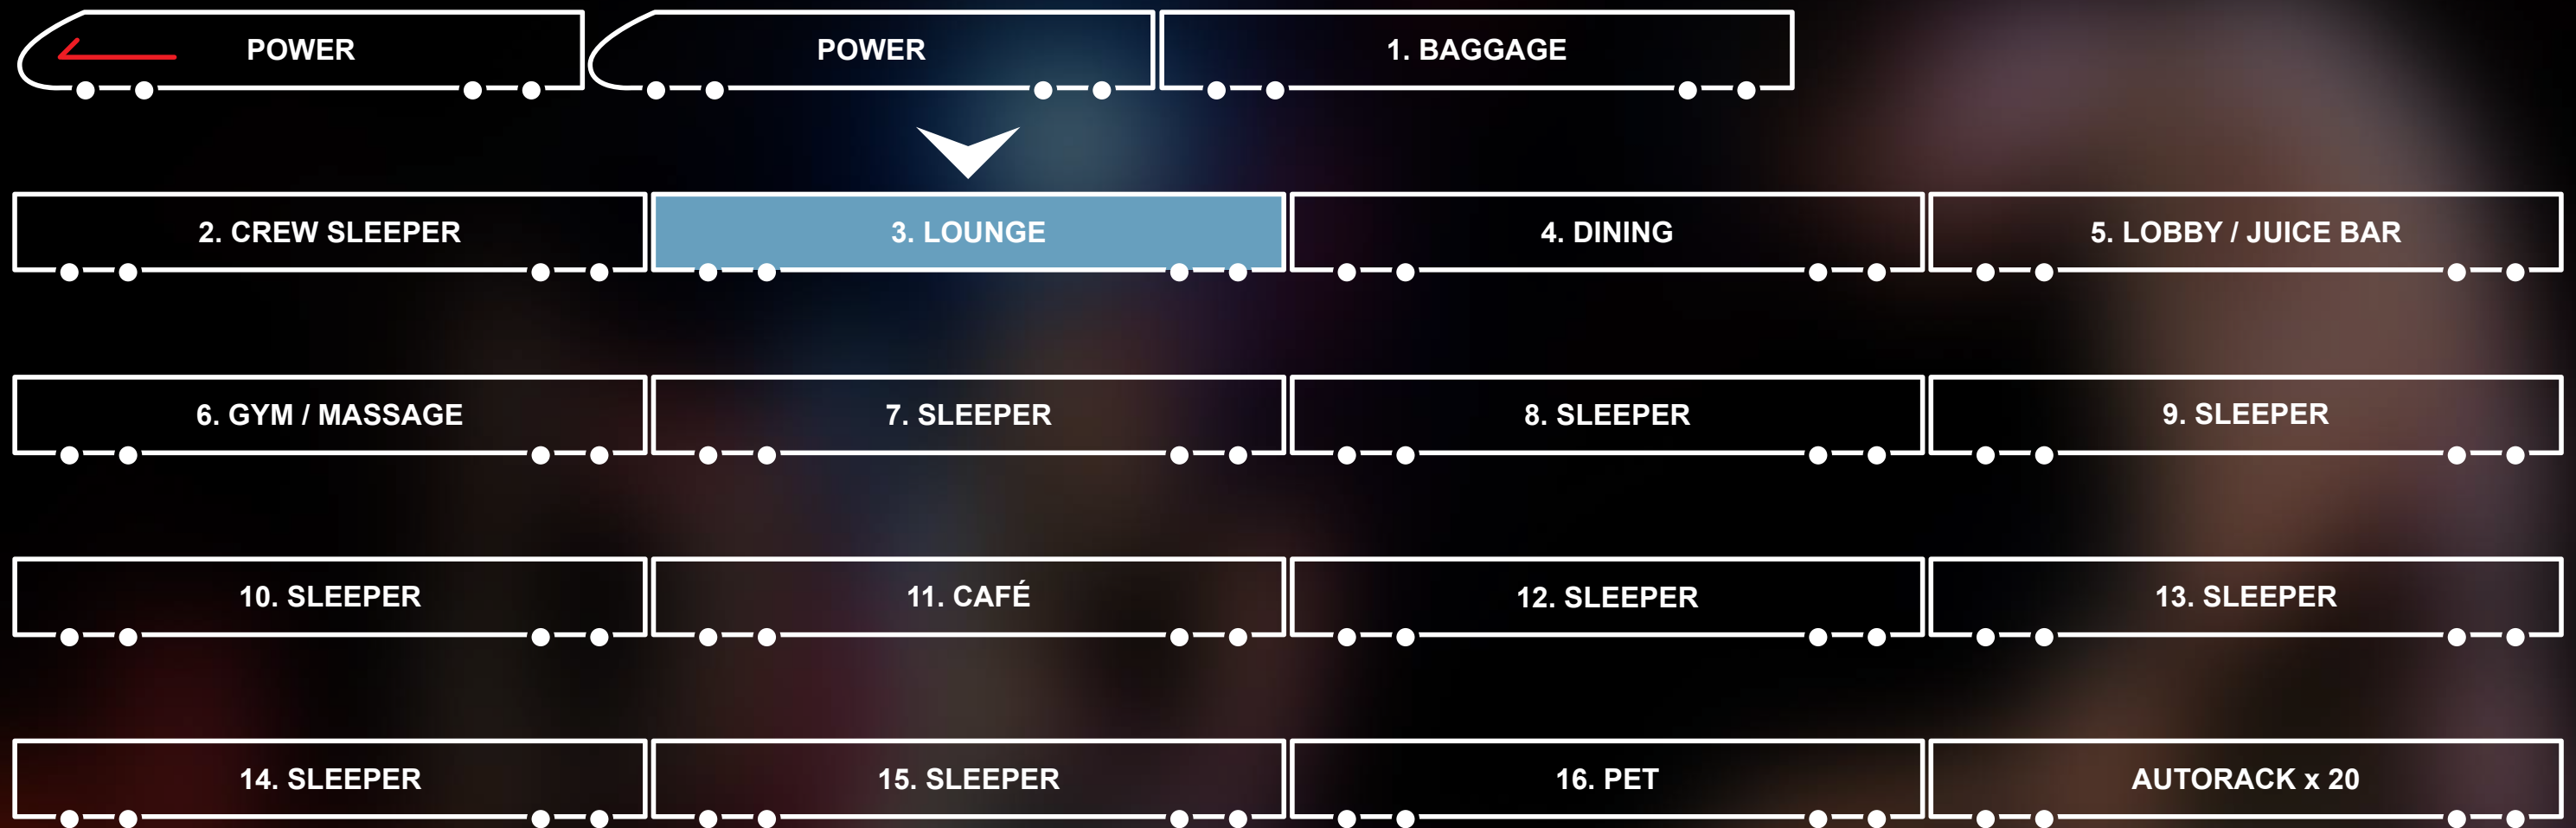 POWER
POWER
1. BAGGAGE
2. CREW SLEEPER
3. LOUNGE
4. DINING
5. LOBBY / JUICE BAR
6. GYM / MASSAGE
7. SLEEPER
8. SLEEPER
9. SLEEPER
10. SLEEPER
11. CAFÉ
12. SLEEPER
13. SLEEPER
14. SLEEPER
15. SLEEPER
16. PET
AUTORACK x 20